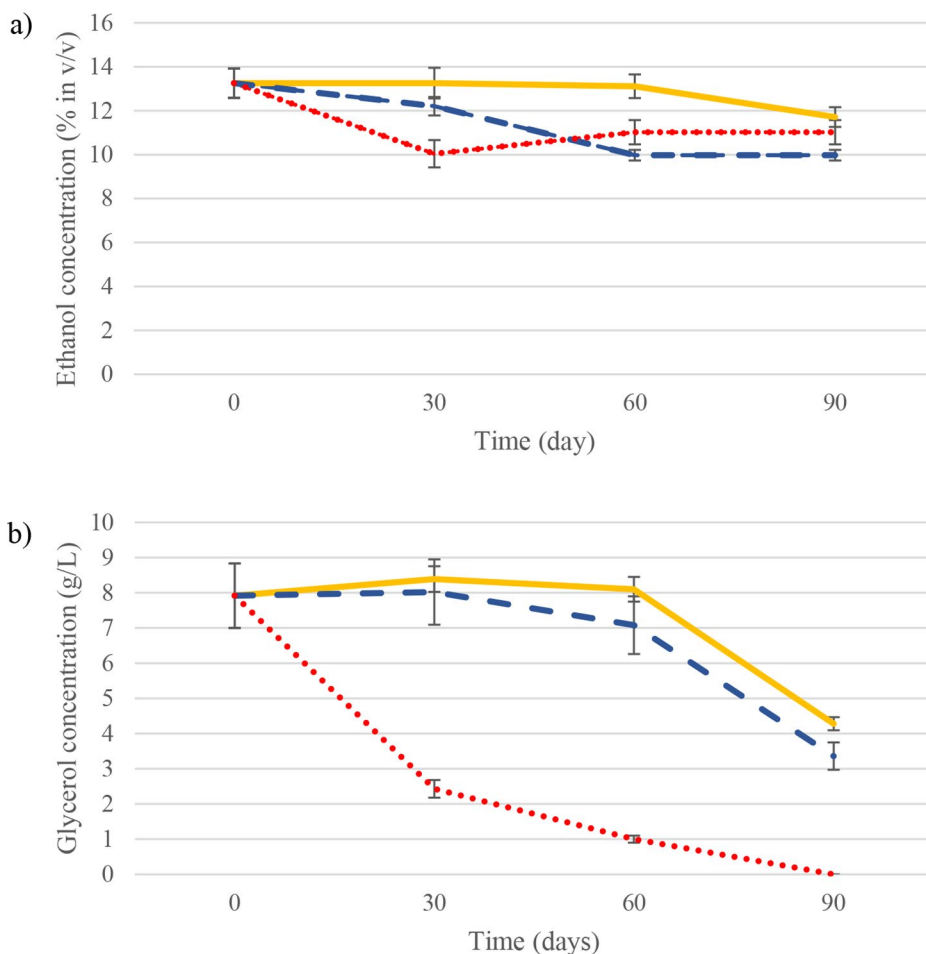 a)
Ethanol concentration (% in v/v)
16
14
12
10
8
6
4
2
0
0 30 60 90
Time (day)
b)
Glycerol concentration (g/L)
10
9
8
7
6
5
4
3
2
1
0
0 30 60 90
Time (days)